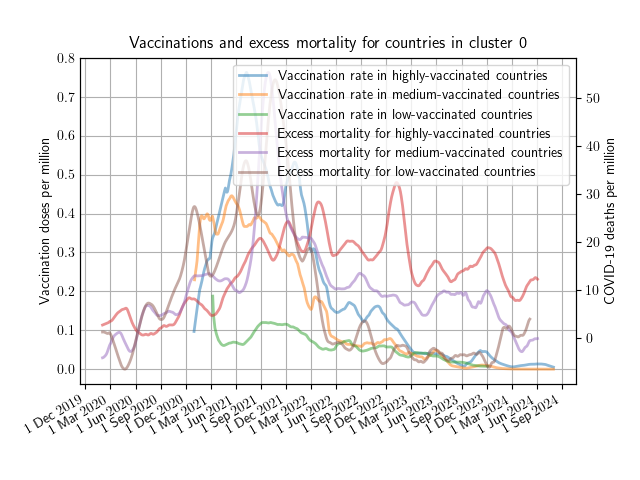 Vaccinations and excess mortality for countries in cluster 0
Vaccination rate in highly-vaccinated countries
Vaccination rate in medium-vaccinated countries
Vaccination rate in low-vaccinated countries
Excess mortality for highly-vaccinated countries
Excess mortality for medium-vaccinated countries
Excess mortality for low-vaccinated countries
Vaccination doses per million
0.8
0.7
0.6
0.5
0.4
0.3
0.2
0.1
0.0
50
40
30
20
10
0
COVID-19 deaths per million
1 Dec 2019
1 Mar 2020
1 Jun 2020
1 Sep 2020
1 Dec 2020
1 Mar 2021
1 Jun 2021
1 Sep 2021
1 Dec 2021
1 Mar 2022
1 Jun 2022
1 Sep 2022
1 Dec 2022
1 Mar 2023
1 Jun 2023
1 Sep 2023
1 Dec 2023
1 Mar 2024
1 Jun 2024
1 Sep 2024